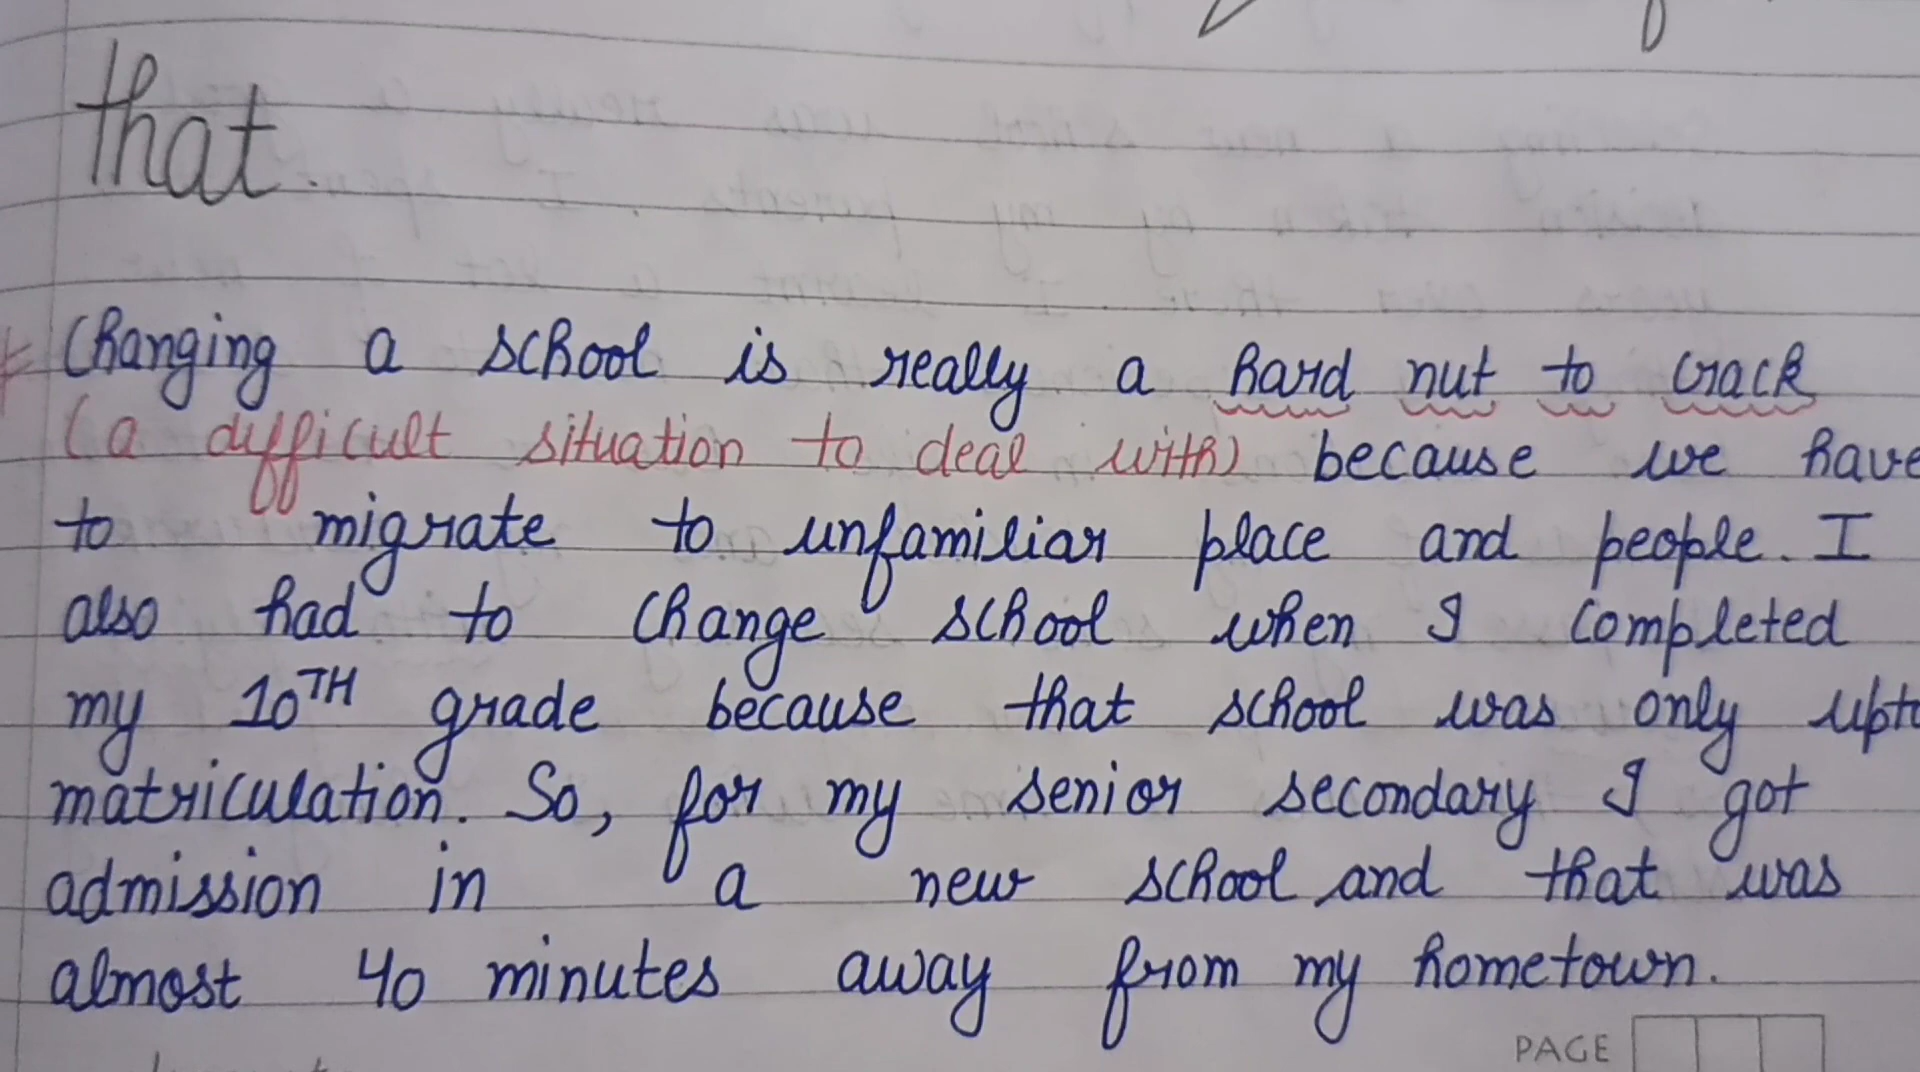 that.
Changing a school is really a hard nut to crack
(a difficult situation to deal with) because we have
to migrate to unfamiliar place and people. I
also had to change school when I completed
my 10TH grade because that school was only upto
matriculation. So, for my senior secondary I got
admission in a new school and that was
almost 40 minutes away from my hometown.
PAGE